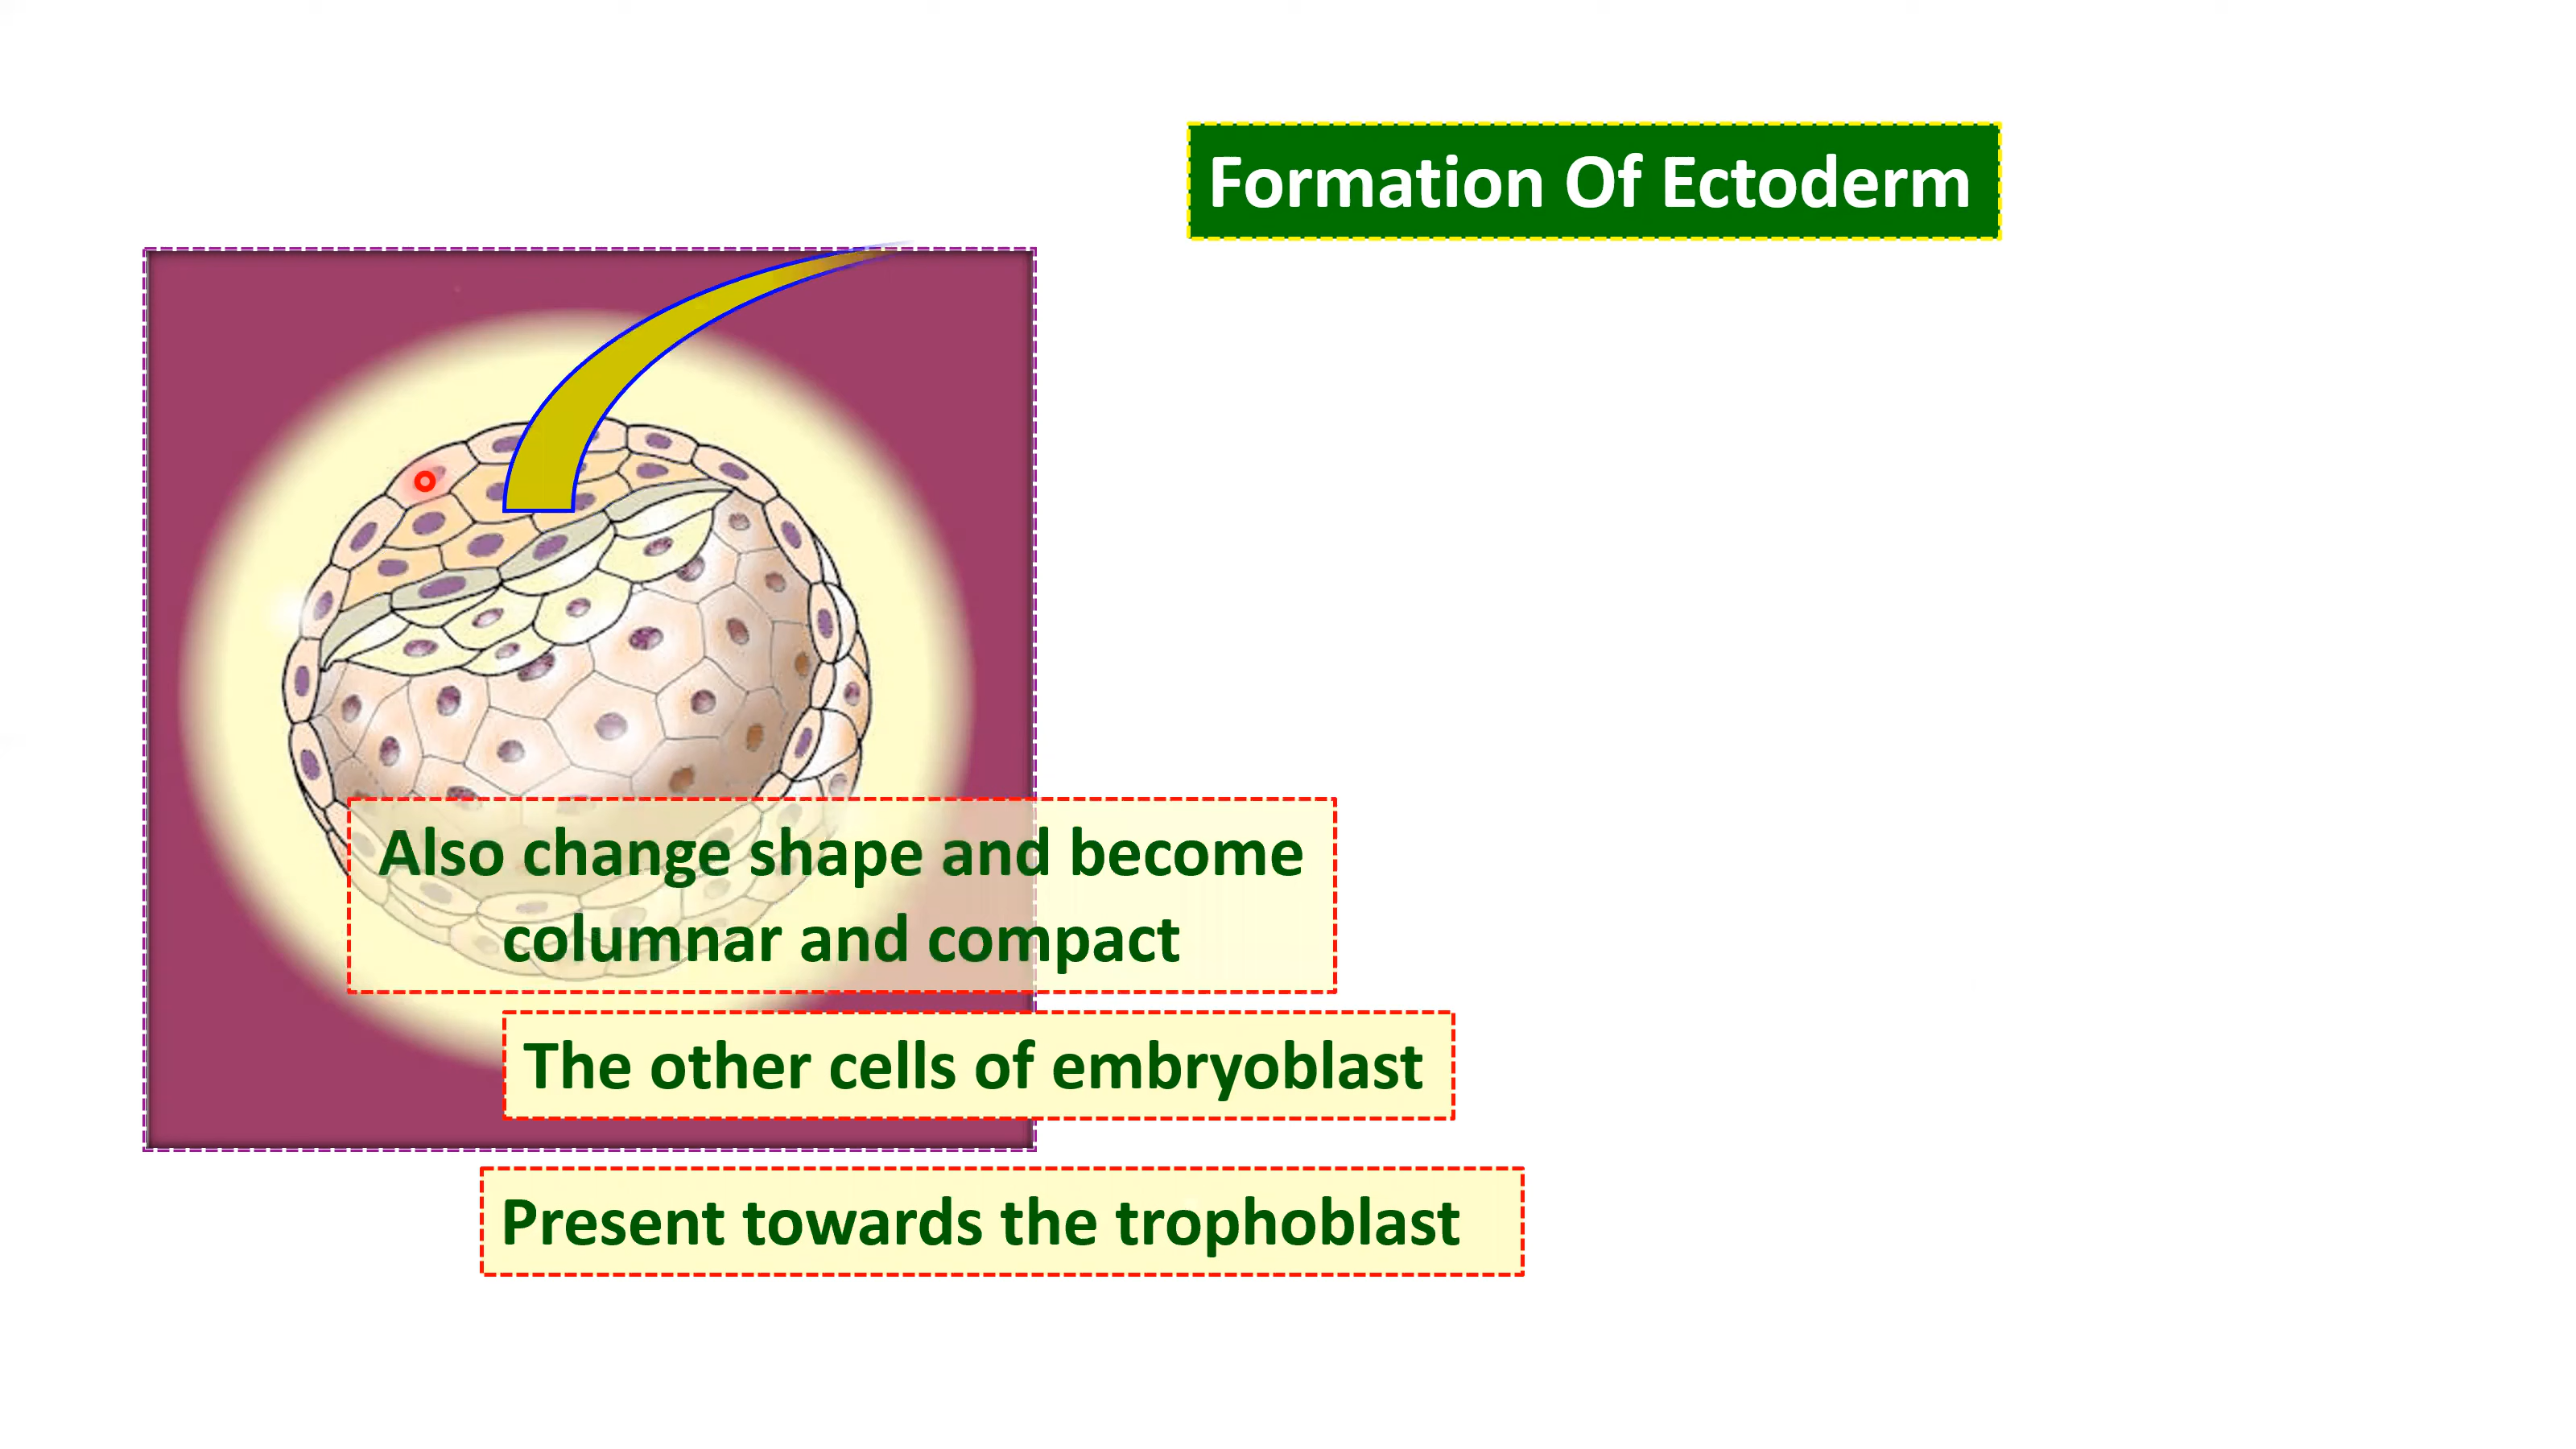 Formation Of Ectoderm
Also change shape and become
columnar and compact
The other cells of embryoblast
Present towards the trophoblast